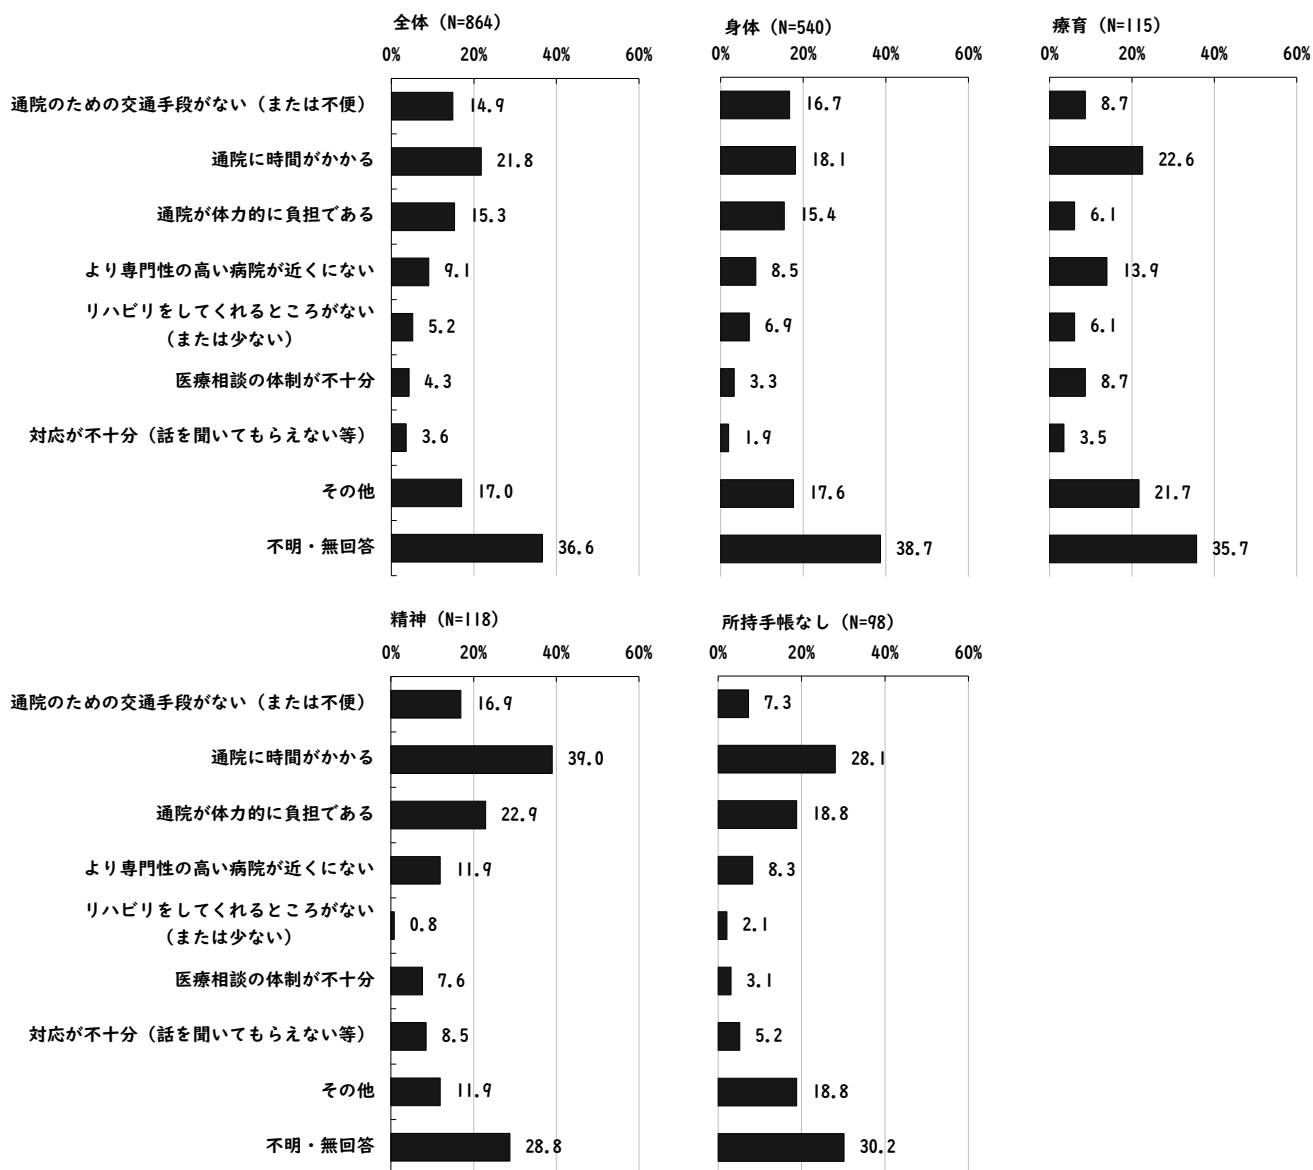 全体（N=864）
0% 20% 40% 60%
通院のための交通手段がない（または不便） 14.9
通院に時間がかかる 21.8
通院が体力的に負担である 15.3
より専門性の高い病院が近くにない 9.1
リハビリをしてくれるところがない
（または少ない） 5.2
医療相談の体制が不十分 4.3
対応が不十分（話を聞いてもらえない等） 3.6
その他 17.0
不明・無回答 36.6
身体（N=540）
0% 20% 40% 60%
16.7
18.1
15.4
8.5
6.9
3.3
1.9
17.6
38.7
療育（N=115）
0% 20% 40% 60%
8.7
22.6
6.1
13.9
6.1
8.7
3.5
21.7
35.7
精神（N=118）
0% 20% 40% 60%
通院のための交通手段がない（または不便） 16.9
通院に時間がかかる 39.0
通院が体力的に負担である 22.9
より専門性の高い病院が近くにない 11.9
リハビリをしてくれるところがない
（または少ない） 0.8
医療相談の体制が不十分 7.6
対応が不十分（話を聞いてもらえない等） 8.5
その他 11.9
不明・無回答 28.8
所持手帳なし（N=98）
0% 20% 40% 60%
7.3
28.1
18.8
8.3
2.1
3.1
5.2
18.8
30.2